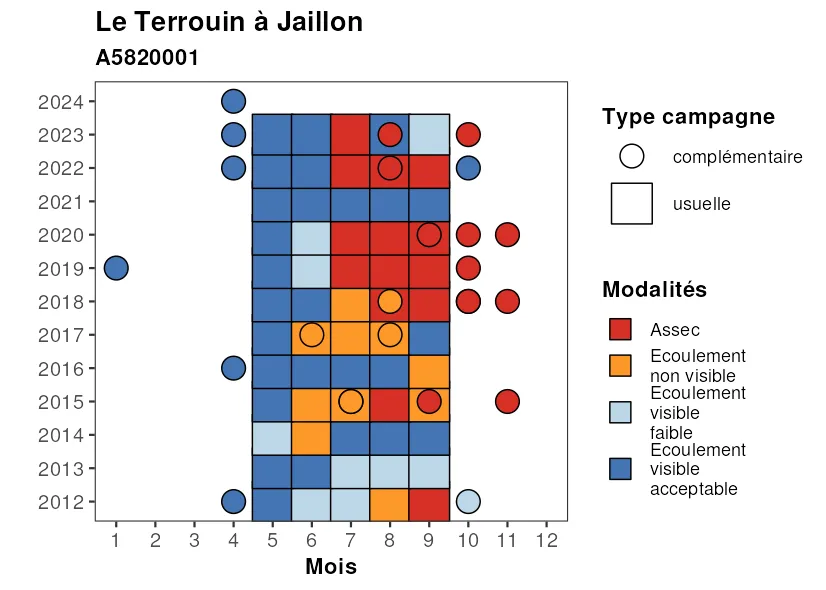 Le Terrouin à Jaillon
A5820001
2024
2023
2022
2021
2020
2019
2018
2017
2016
2015
2014
2013
2012
1 2 3 4 5 6 7 8 9 10 11 12
Mois
Type campagne
complémentaire
usuelle
Modalités
Assec
Ecoulement
non visible
Ecoulement
visible
faible
Ecoulement
visible
acceptable